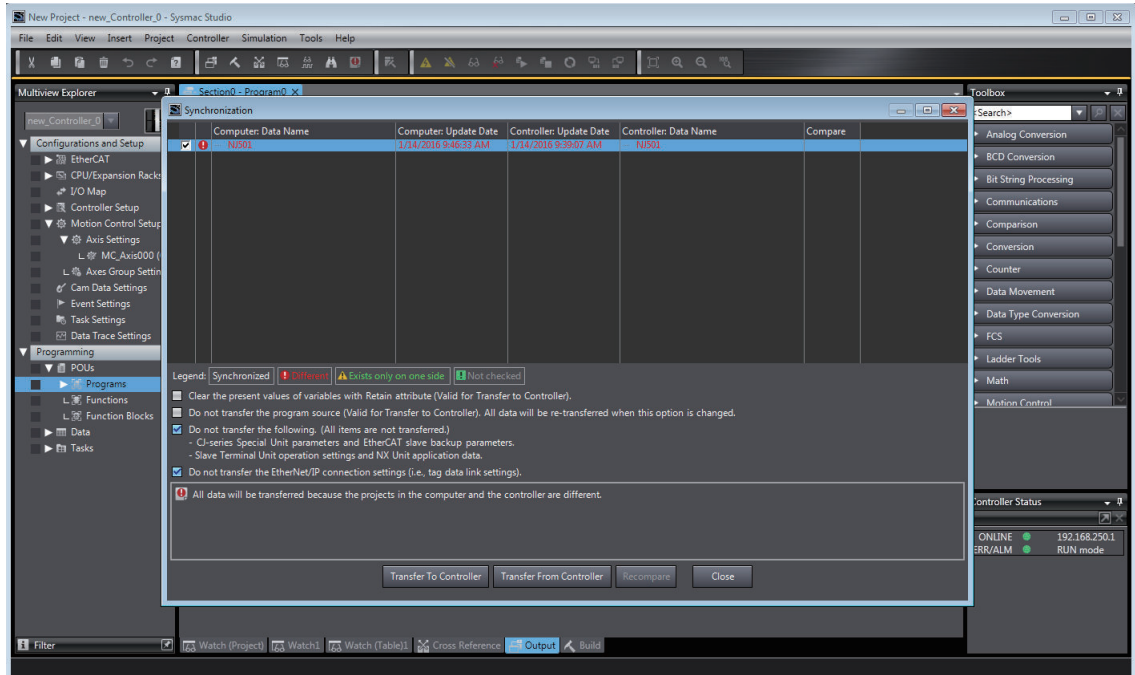 New Project - new_Controller_0 - Sysmac Studio
File Edit View Insert Project Controller Simulation Tools Help
Multiview Explorer
new_Controller_0
Configurations and Setup
EtherCAT
CPU/Expansion Racks
I/O Map
Controller Setup
Motion Control Setup
Axis Settings
MC_Axis000 (
Axes Group Settin
Cam Data Settings
Event Settings
Task Settings
Data Trace Settings
Programming
POUs
Programs
Functions
Function Blocks
Data
Tasks
Filter
Section0 - Program0
Synchronization
Computer: Data Name Computer: Update Date Controller: Update Date Controller: Data Name Compare
NJ501 1/14/2016 9:46:33 AM 1/14/2016 9:39:07 AM NJ501
Legend: Synchronized Different Exists only on one side Not checked
Clear the present values of variables with Retain attribute (Valid for Transfer to Controller).
Do not transfer the program source (Valid for Transfer to Controller). All data will be re-transferred when this option is changed.
Do not transfer the following. (All items are not transferred.)
- CJ-series Special Unit parameters and EtherCAT slave backup parameters.
- Slave Terminal Unit operation settings and NX Unit application data.
Do not transfer the EtherNet/IP connection settings (i.e., tag data link settings).
All data will be transferred because the projects in the computer and the controller are different.
Transfer To Controller Transfer From Controller Recompare Close
Watch (Project) Watch1 Watch (Table)1 Cross Reference Output Build
Toolbox
<Search>
Analog Conversion
BCD Conversion
Bit String Processing
Communications
Comparison
Conversion
Counter
Data Movement
Data Type Conversion
FCS
Ladder Tools
Math
Motion Control
Controller Status
ONLINE 192.168.250.1
ERR/ALM RUN mode